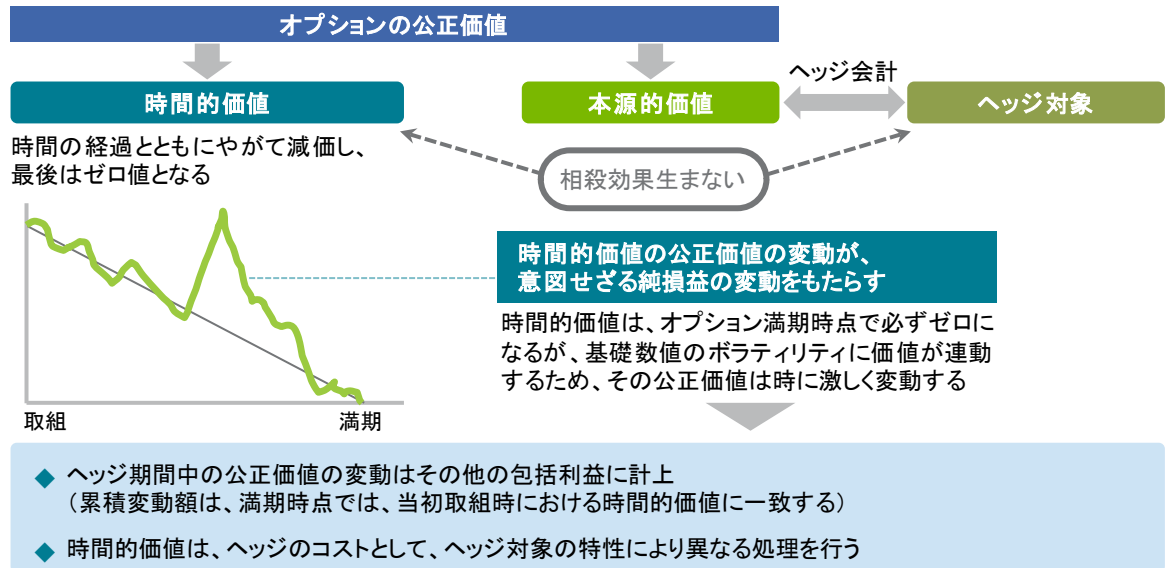 オプションの公正価値
ヘッジ会計
時間的価値
本源的価値
ヘッジ対象
時間の経過とともにやがて減価し、
最後はゼロ値となる
相殺効果生まない
時間的価値の公正価値の変動が、
意図せざる純損益の変動をもたらす
時間的価値は、オプション満期時点で必ずゼロに
なるが、基礎数値のボラティリティに価値が連動
するため、その公正価値は時に激しく変動する
取組
満期
◆ ヘッジ期間中の公正価値の変動はその他の包括利益に計上
（累積変動額は、満期時点では、当初取組時における時間的価値に一致する）
◆ 時間的価値は、ヘッジのコストとして、ヘッジ対象の特性により異なる処理を行う